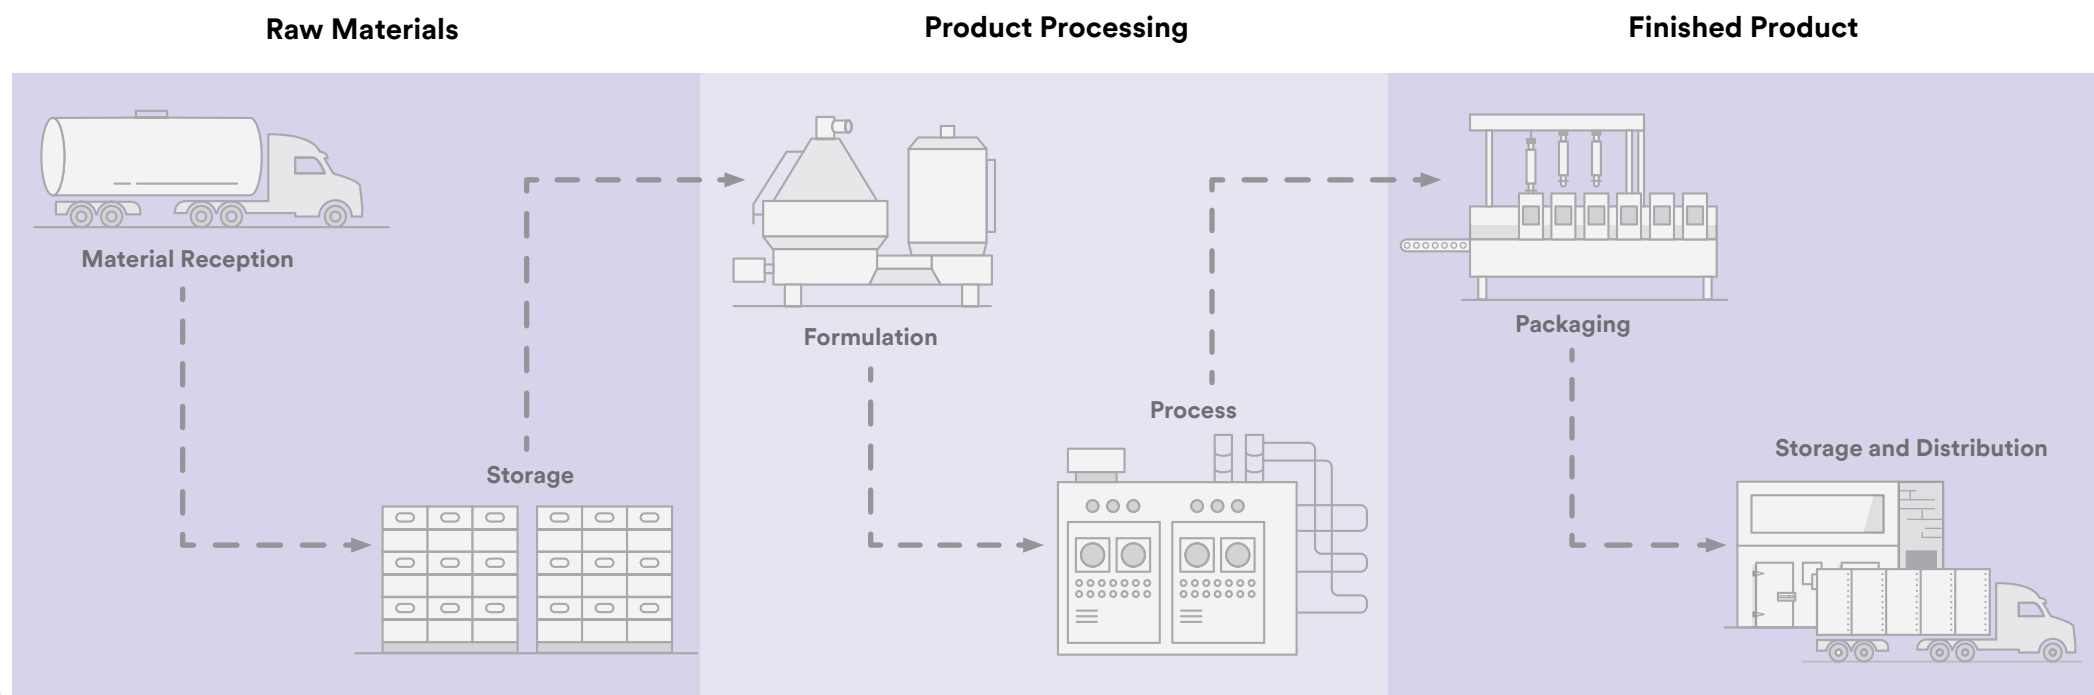 Raw Materials
Product Processing
Finished Product
Material Reception
Storage
Formulation
Process
Packaging
Storage and Distribution